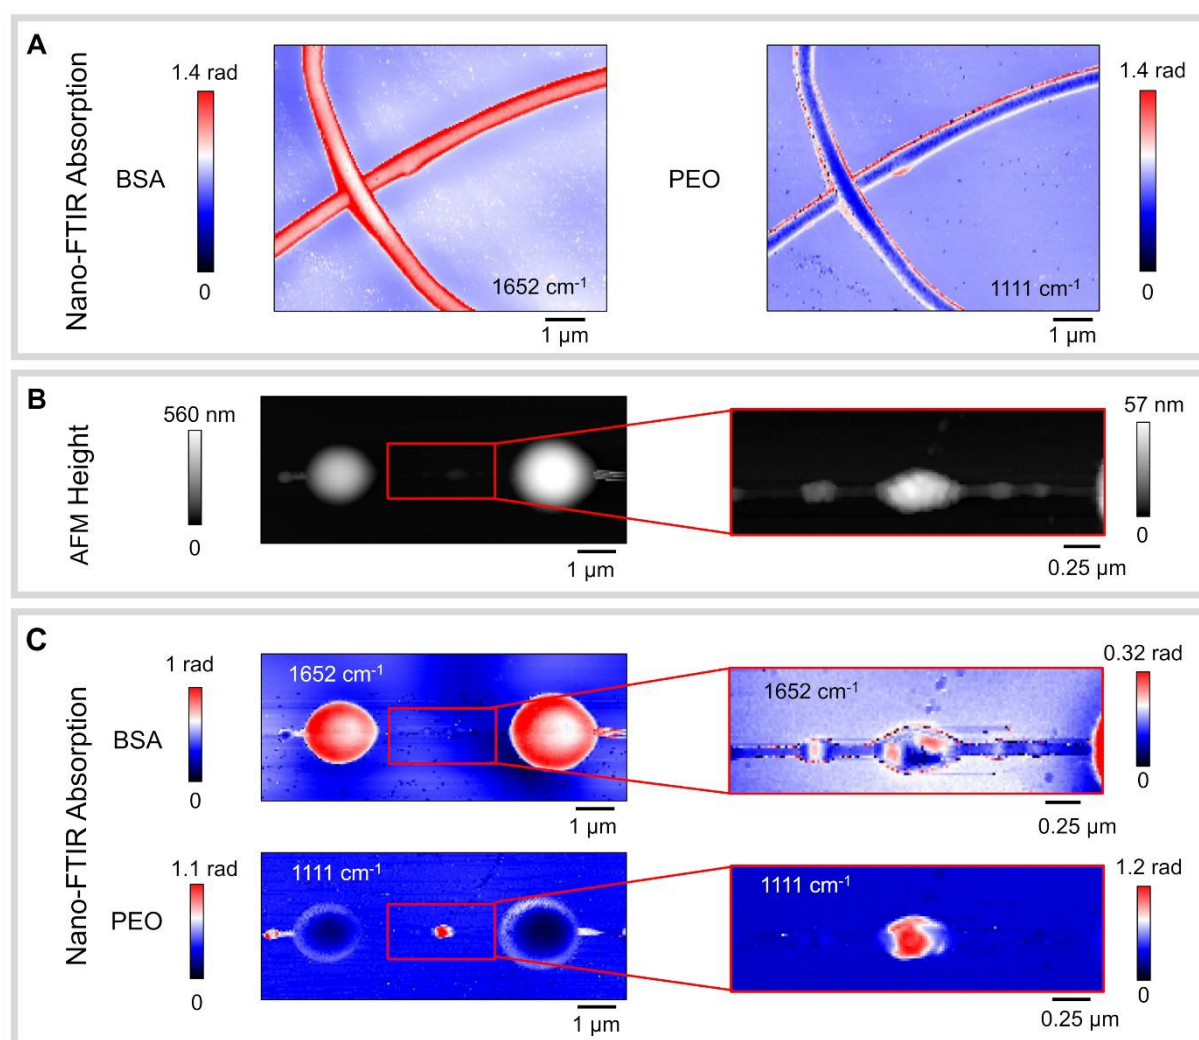 A
Nano-FTIR Absorption
1.4 rad
BSA
0
1652 cm⁻¹
1 µm
PEO
1111 cm⁻¹
1 µm
1.4 rad
0
B
AFM Height
560 nm
0
1 µm
57 nm
0
0.25 µm
C
Nano-FTIR Absorption
1 rad
BSA
0
1652 cm⁻¹
1 µm
1652 cm⁻¹
0.32 rad
0
0.25 µm
1.1 rad
PEO
0
1111 cm⁻¹
1 µm
1111 cm⁻¹
1.2 rad
0
0.25 µm